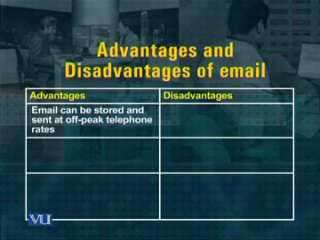 Advantages and
Disadvantages of email
Advantages
Disadvantages
Email can be stored and
sent at off-peak telephone
rates
VU